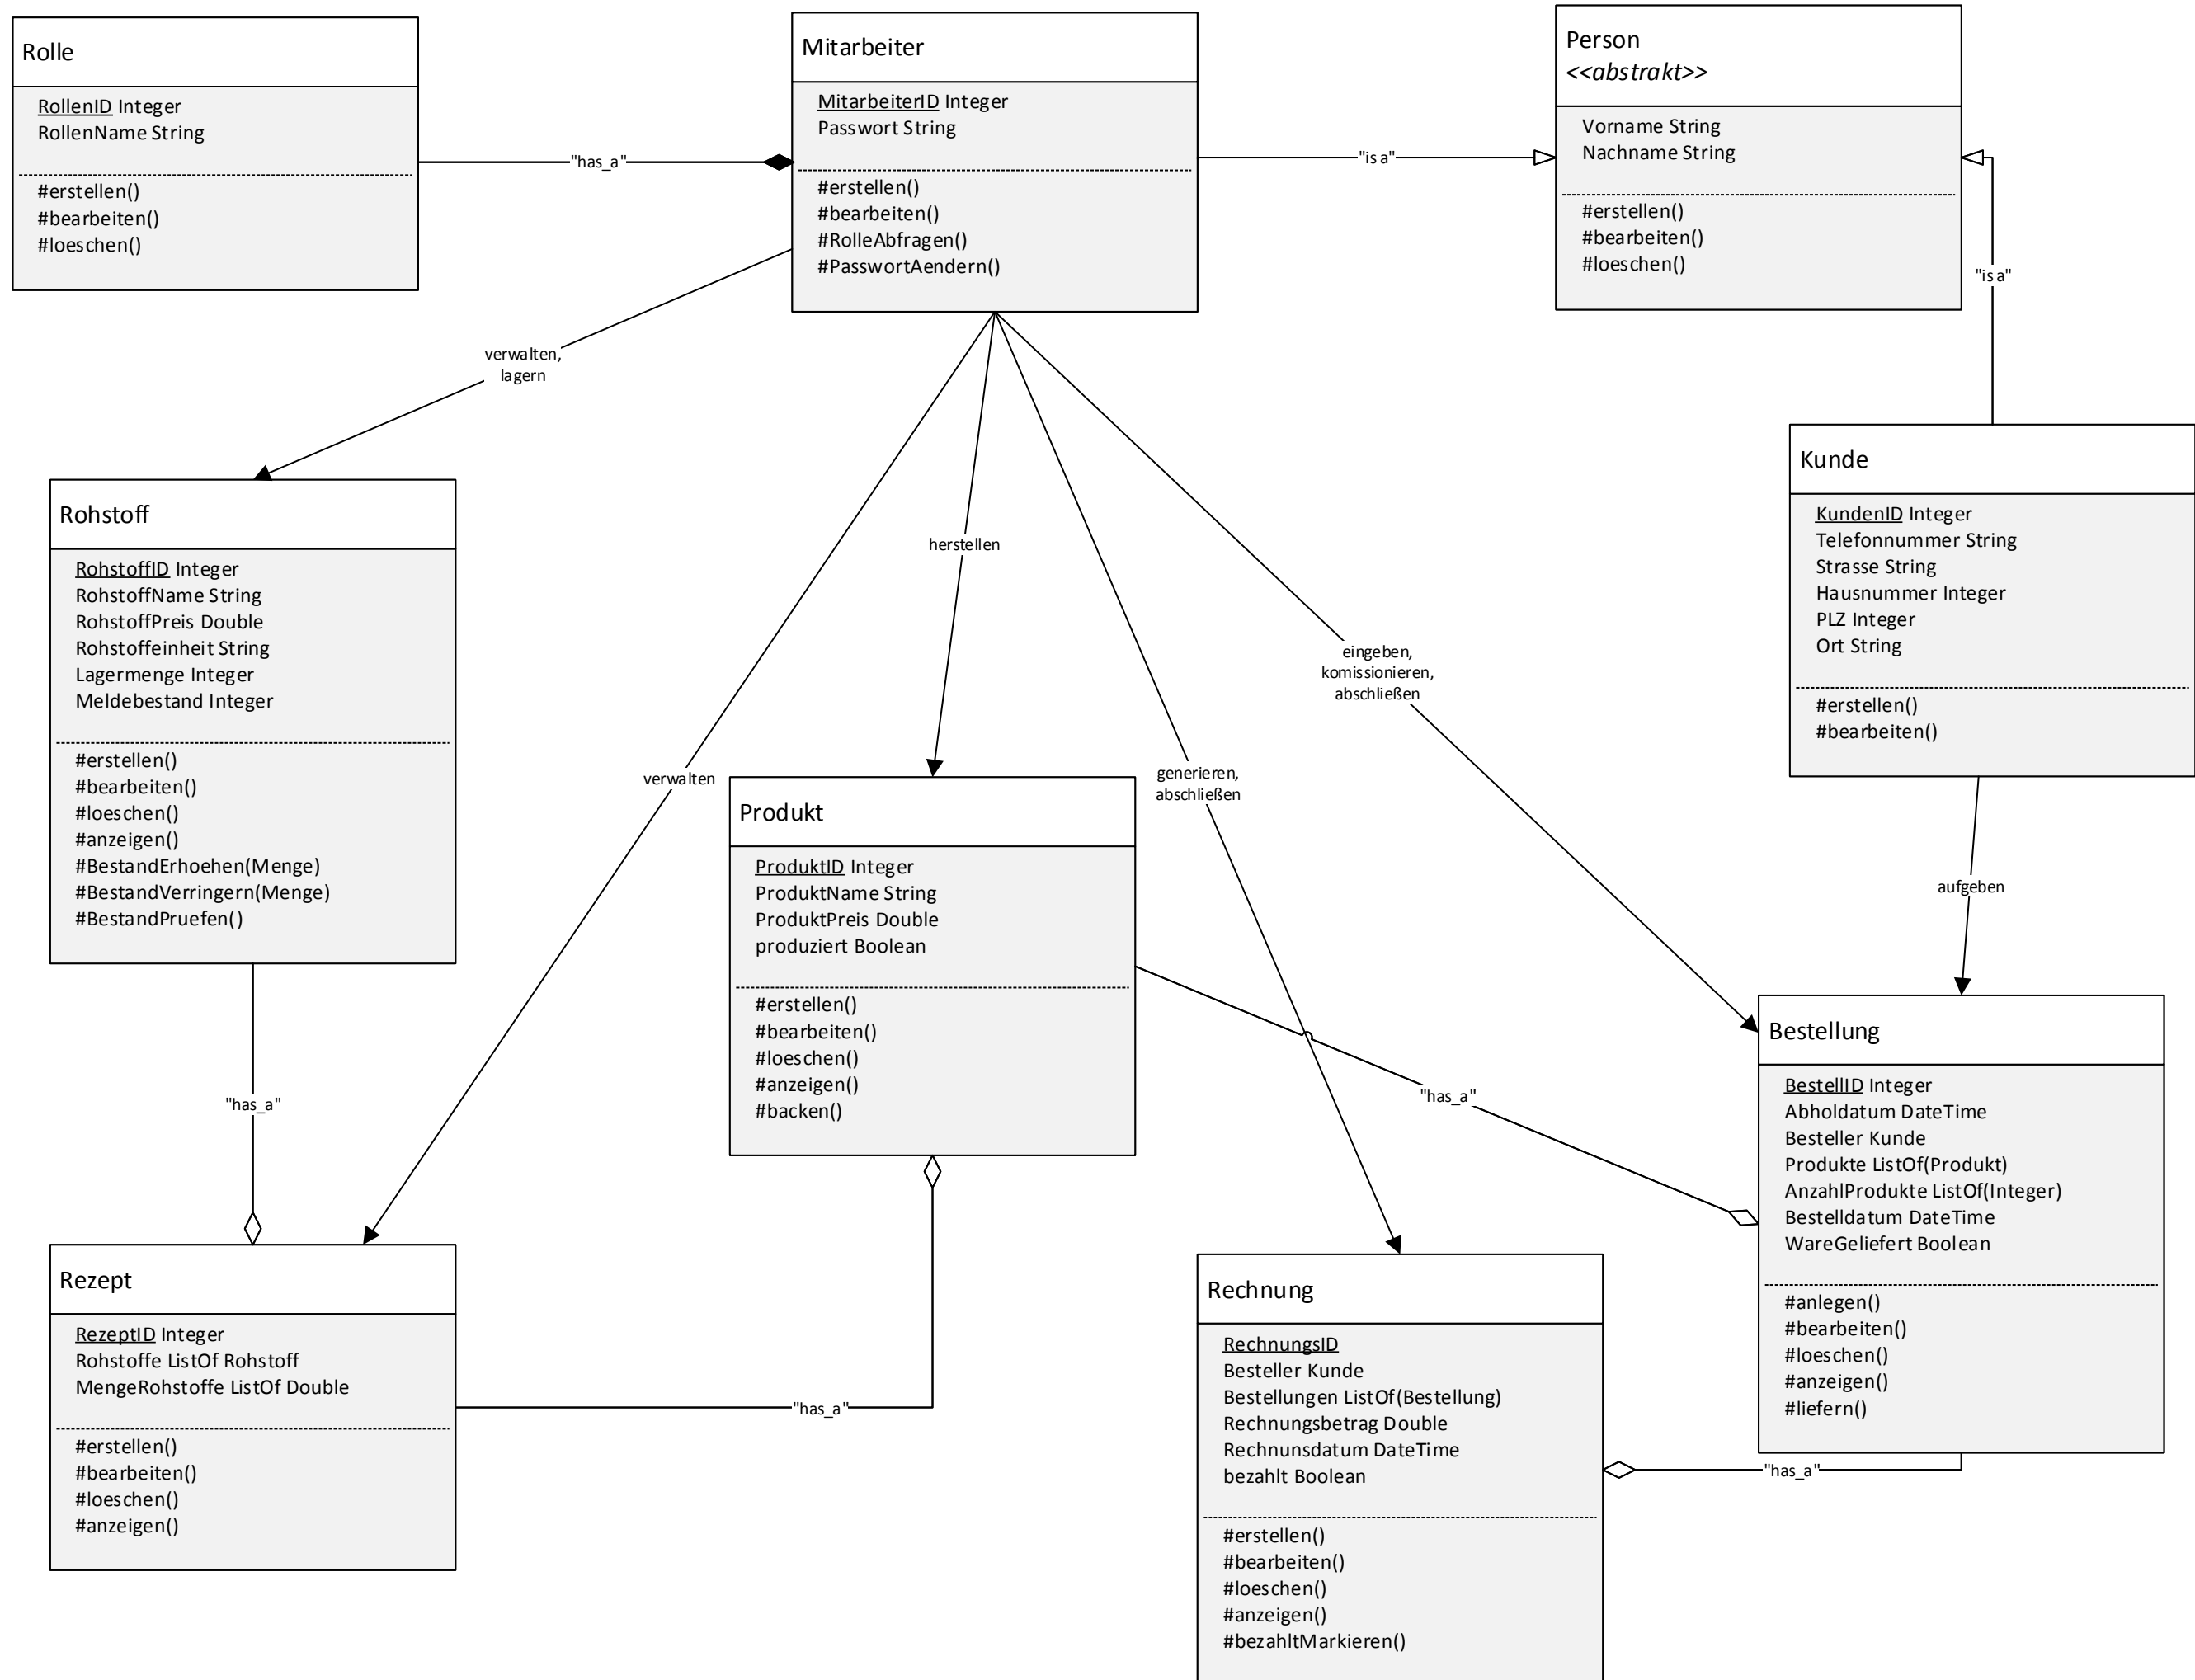 Rolle
RollenID Integer
RollenName String
#erstellen()
#bearbeiten()
#loeschen()
"has_a"
Mitarbeiter
MitarbeiterID Integer
Passwort String
#erstellen()
#bearbeiten()
#RolleAbfragen()
#PasswortAendern()
"is a"
Person
<<abstrakt>>
Vorname String
Nachname String
#erstellen()
#bearbeiten()
#loeschen()
"is a"
verwalten,
lagern
Kunde
KundenID Integer
Telefonnummer String
Strasse String
Hausnummer Integer
PLZ Integer
Ort String
#erstellen()
#bearbeiten()
Rohstoff
RohstoffID Integer
RohstoffName String
RohstoffPreis Double
Rohstoffeinheit String
Lagermenge Integer
Meldebestand Integer
#erstellen()
#bearbeiten()
#loeschen()
#anzeigen()
#BestandErhoehen(Menge)
#BestandVerringern(Menge)
#BestandPruefen()
herstellen
eingeben,
komissionieren,
abschließen
verwalten
generieren,
abschließen
Produkt
ProduktID Integer
ProduktName String
ProduktPreis Double
produziert Boolean
#erstellen()
#bearbeiten()
#loeschen()
#anzeigen()
#backen()
aufgeben
"has_a"
"has_a"
Bestellung
BestellID Integer
Abholdatum DateTime
Besteller Kunde
Produkte ListOf(Produkt)
AnzahlProdukte ListOf(Integer)
Bestelldatum DateTime
WareGeliefert Boolean
#anlegen()
#bearbeiten()
#loeschen()
#anzeigen()
#liefern()
Rezept
RezeptID Integer
Rohstoffe ListOf Rohstoff
MengeRohstoffe ListOf Double
#erstellen()
#bearbeiten()
#loeschen()
#anzeigen()
"has_a"
Rechnung
RechnungsID
Besteller Kunde
Bestellungen ListOf(Bestellung)
Rechnungsbetrag Double
Rechnunsdatum DateTime
bezahlt Boolean
#erstellen()
#bearbeiten()
#loeschen()
#anzeigen()
#bezahltMarkieren()
"has_a"